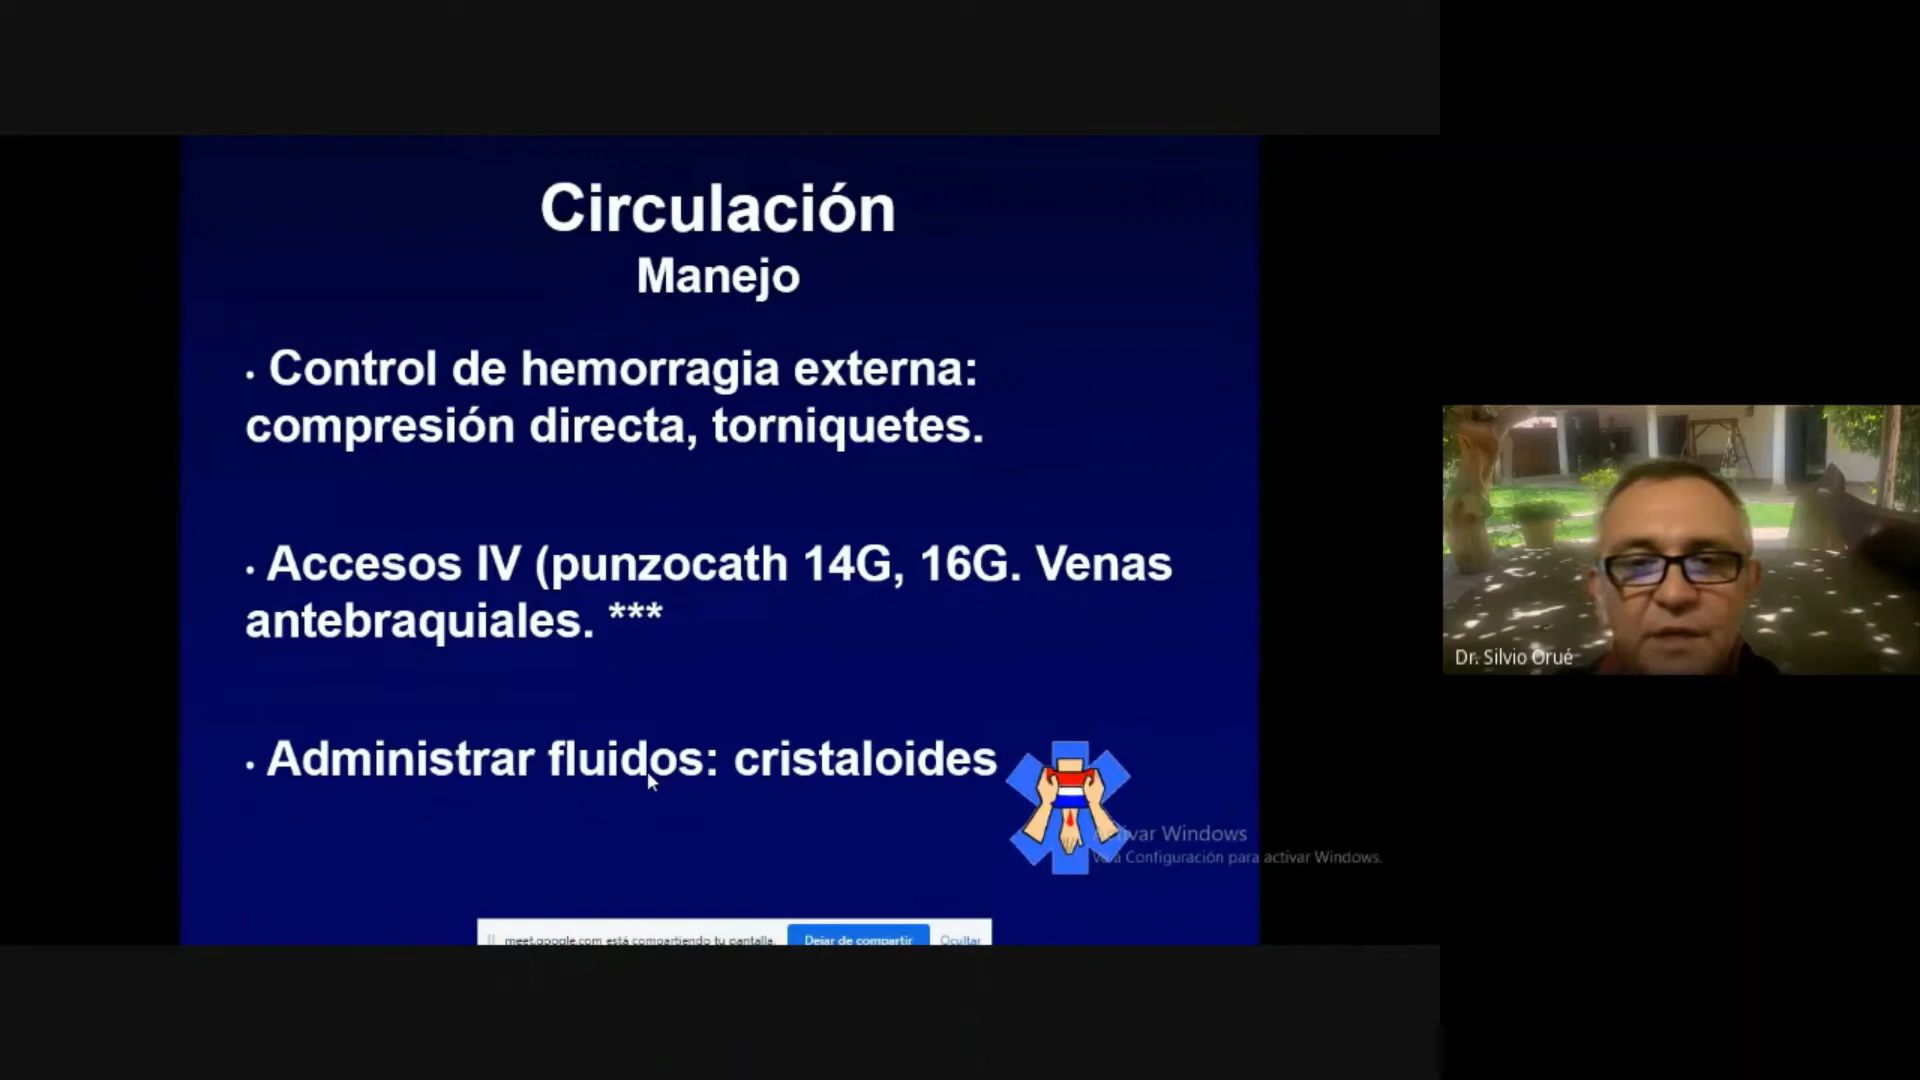 Circulación
Manejo
• Control de hemorragia externa:
compresión directa, torniquetes.
• Accesos IV (punzocath 14G, 16G. Venas
antebraquiales. ***
• Administrar fluidos: cristaloides
Activar Windows
Ve a Configuración para activar Windows.
meet.google.com está compartiendo tu pantalla.
Dejar de compartir
Ocultar
Dr. Silvio Orué